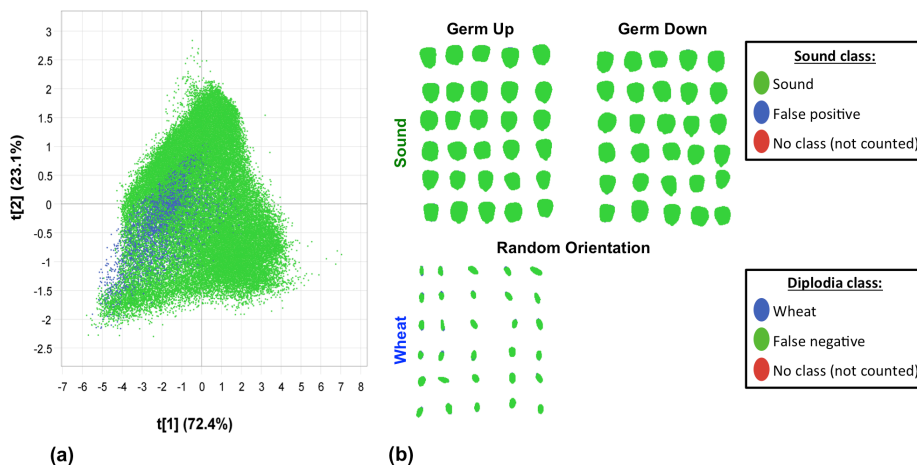 3
2.5
2
1.5
1
0.5
0
-0.5
-1
-1.5
-2
-2.5
-7 -6 -5 -4 -3 -2 -1 0 1 2 3 4 5 6 7 8
t[2] (23.1%)
t[1] (72.4%)
(a)
Germ Up Germ Down
Sound
Random Orientation
Wheat
(b)
Sound class:
Sound
False positive
No class (not counted)
Diplodia class:
Wheat
False negative
No class (not counted)